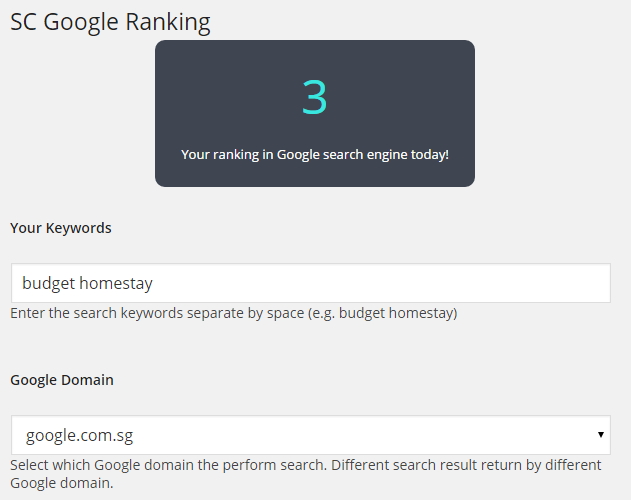 SC Google Ranking
3
Your ranking in Google search engine today!
Your Keywords
budget homestay
Enter the search keywords separate by space (e.g. budget homestay)
Google Domain
google.com.sg
Select which Google domain the perform search. Different search result return by different
Google domain.